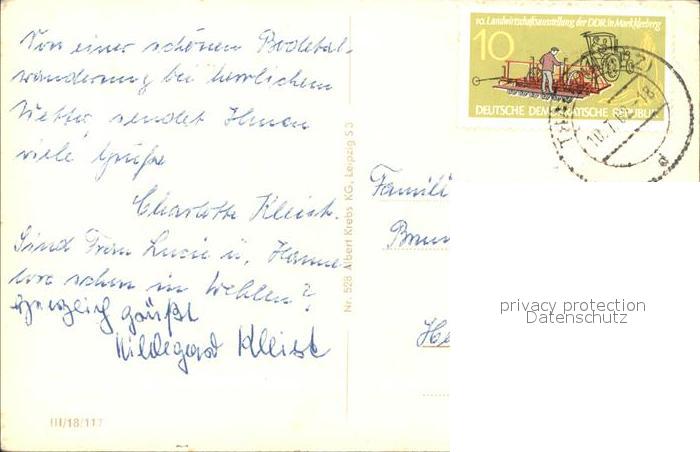 Von einer schönen Bodetal-
wanderung bei herrlichem
Wetter sendet Ihnen
viele Grüße
Charlotte Kleist.
Sind Frau Lucie u. Hanne-
lore schon in Wehlen?
Herzlich grüßt
Hildegard Kleist
III/18/117
Nr. 528 Albert Krebs KG, Leipzig S 3
10. Landwirtschaftsausstellung der DDR in Markkleeberg
10
DEUTSCHE DEMOKRATISCHE REPUBLIK
Famili
privacy protection
Datenschutz